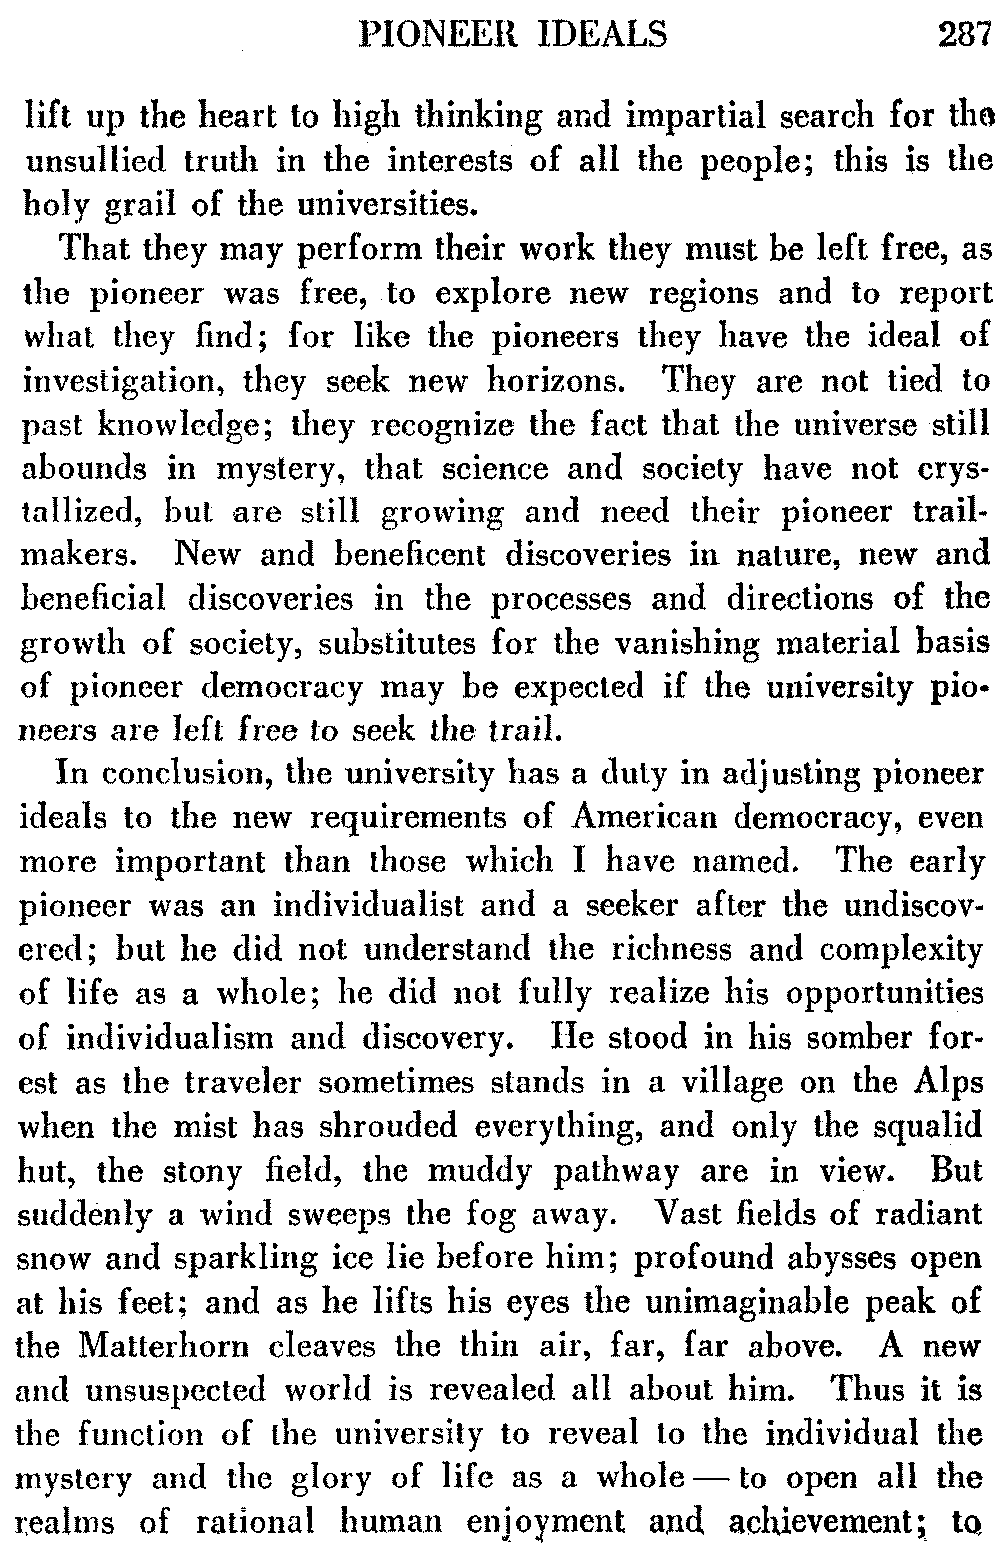 PIONEER IDEALS 287
lift up the heart to high thinking and impartial search for the
unsullied truth in the interests of all the people; this is the
holy grail of the universities.
That they may perform their work they must be left free, as
the pioneer was free, to explore new regions and to report
what they find; for like the pioneers they have the ideal of
investigation, they seek new horizons. They are not tied to
past knowledge; they recognize the fact that the universe still
abounds in mystery, that science and society have not crys-
tallized, but are still growing and need their pioneer trail-
makers. New and beneficent discoveries in nature, new and
beneficial discoveries in the processes and directions of the
growth of society, substitutes for the vanishing material basis
of pioneer democracy may be expected if the university pio-
neers are left free to seek the trail.
In conclusion, the university has a duty in adjusting pioneer
ideals to the new requirements of American democracy, even
more important than those which I have named. The early
pioneer was an individualist and a seeker after the undiscov-
ered; but he did not understand the richness and complexity
of life as a whole; he did not fully realize his opportunities
of individualism and discovery. He stood in his somber for-
est as the traveler sometimes stands in a village on the Alps
when the mist has shrouded everything, and only the squalid
hut, the stony field, the muddy pathway are in view. But
suddenly a wind sweeps the fog away. Vast fields of radiant
snow and sparkling ice lie before him; profound abysses open
at his feet; and as he lifts his eyes the unimaginable peak of
the Matterhorn cleaves the thin air, far, far above. A new
and unsuspected world is revealed all about him. Thus it is
the function of the university to reveal to the individual the
mystery and the glory of life as a whole — to open all the
realms of rational human enjoyment and achievement; to